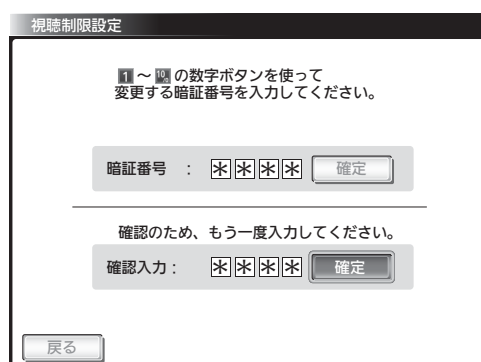 視聴制限設定
1～10の数字ボタンを使って
変更する暗証番号を入力してください。
暗証番号 : ＊＊＊＊ 確定
確認のため、もう一度入力してください。
確認入力 : ＊＊＊＊ 確定
戻る